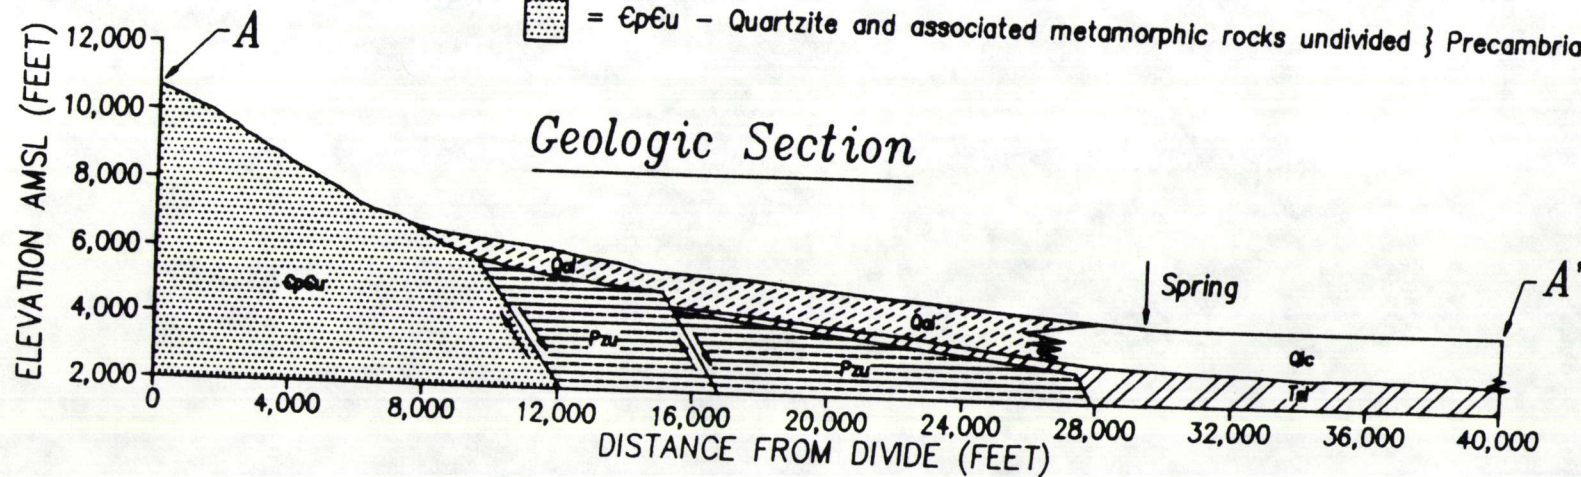 = ЄpЄu - Quartzite and associated metamorphic rocks undivided } Precambria
ELEVATION AMSL (FEET)
12,000
10,000
8,000
6,000
4,000
2,000
A
Geologic Section
ЄpЄu
Qal
Pzu
Qal
Pzu
Spring
A'
Qlc
0
4,000
8,000
12,000
16,000
20,000
24,000
28,000
32,000
36,000
40,000
DISTANCE FROM DIVIDE (FEET)